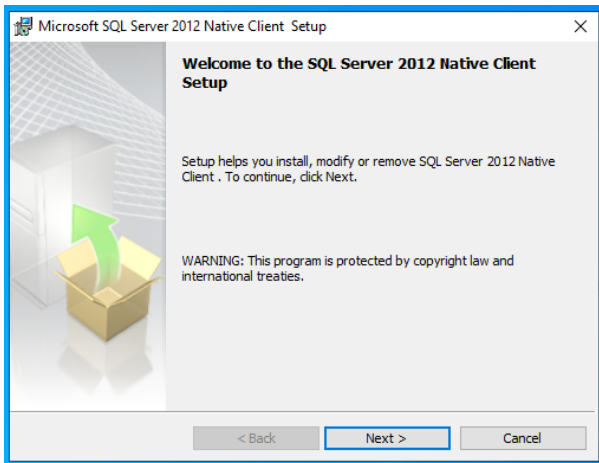 Microsoft SQL Server 2012 Native Client  Setup
Welcome to the SQL Server 2012 Native Client
Setup
Setup helps you install, modify or remove SQL Server 2012 Native
Client . To continue, click Next.
WARNING: This program is protected by copyright law and
international treaties.
< Back Next > Cancel